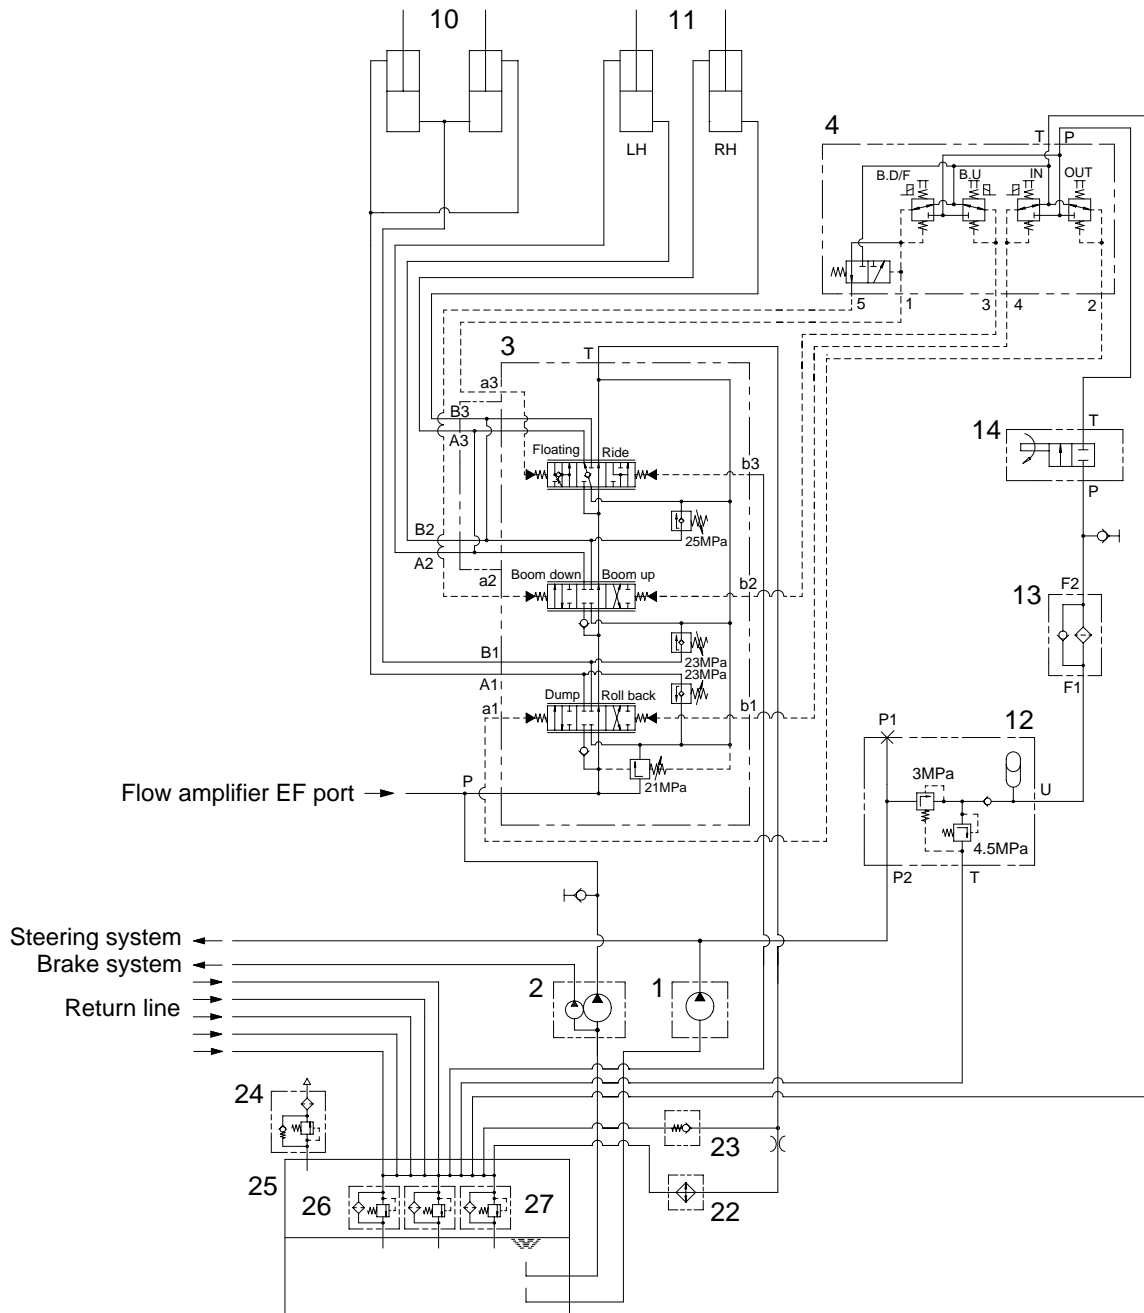 10
11
LH
RH
4
T
P
B.D/F
B.U
IN
OUT
5
1
3
4
2
3
T
a3
B3
A3
Floating
Ride
b3
14
T
P
25MPa
B2
A2
a2
Boom down
Boom up
b2
13
F2
F1
B1
23MPa
23MPa
A1
a1
Dump
Roll back
b1
P1
12
3MPa
U
4.5MPa
P2
T
Flow amplifier EF port
P
21MPa
Steering system
Brake system
Return line
2
1
24
23
25
26
27
22